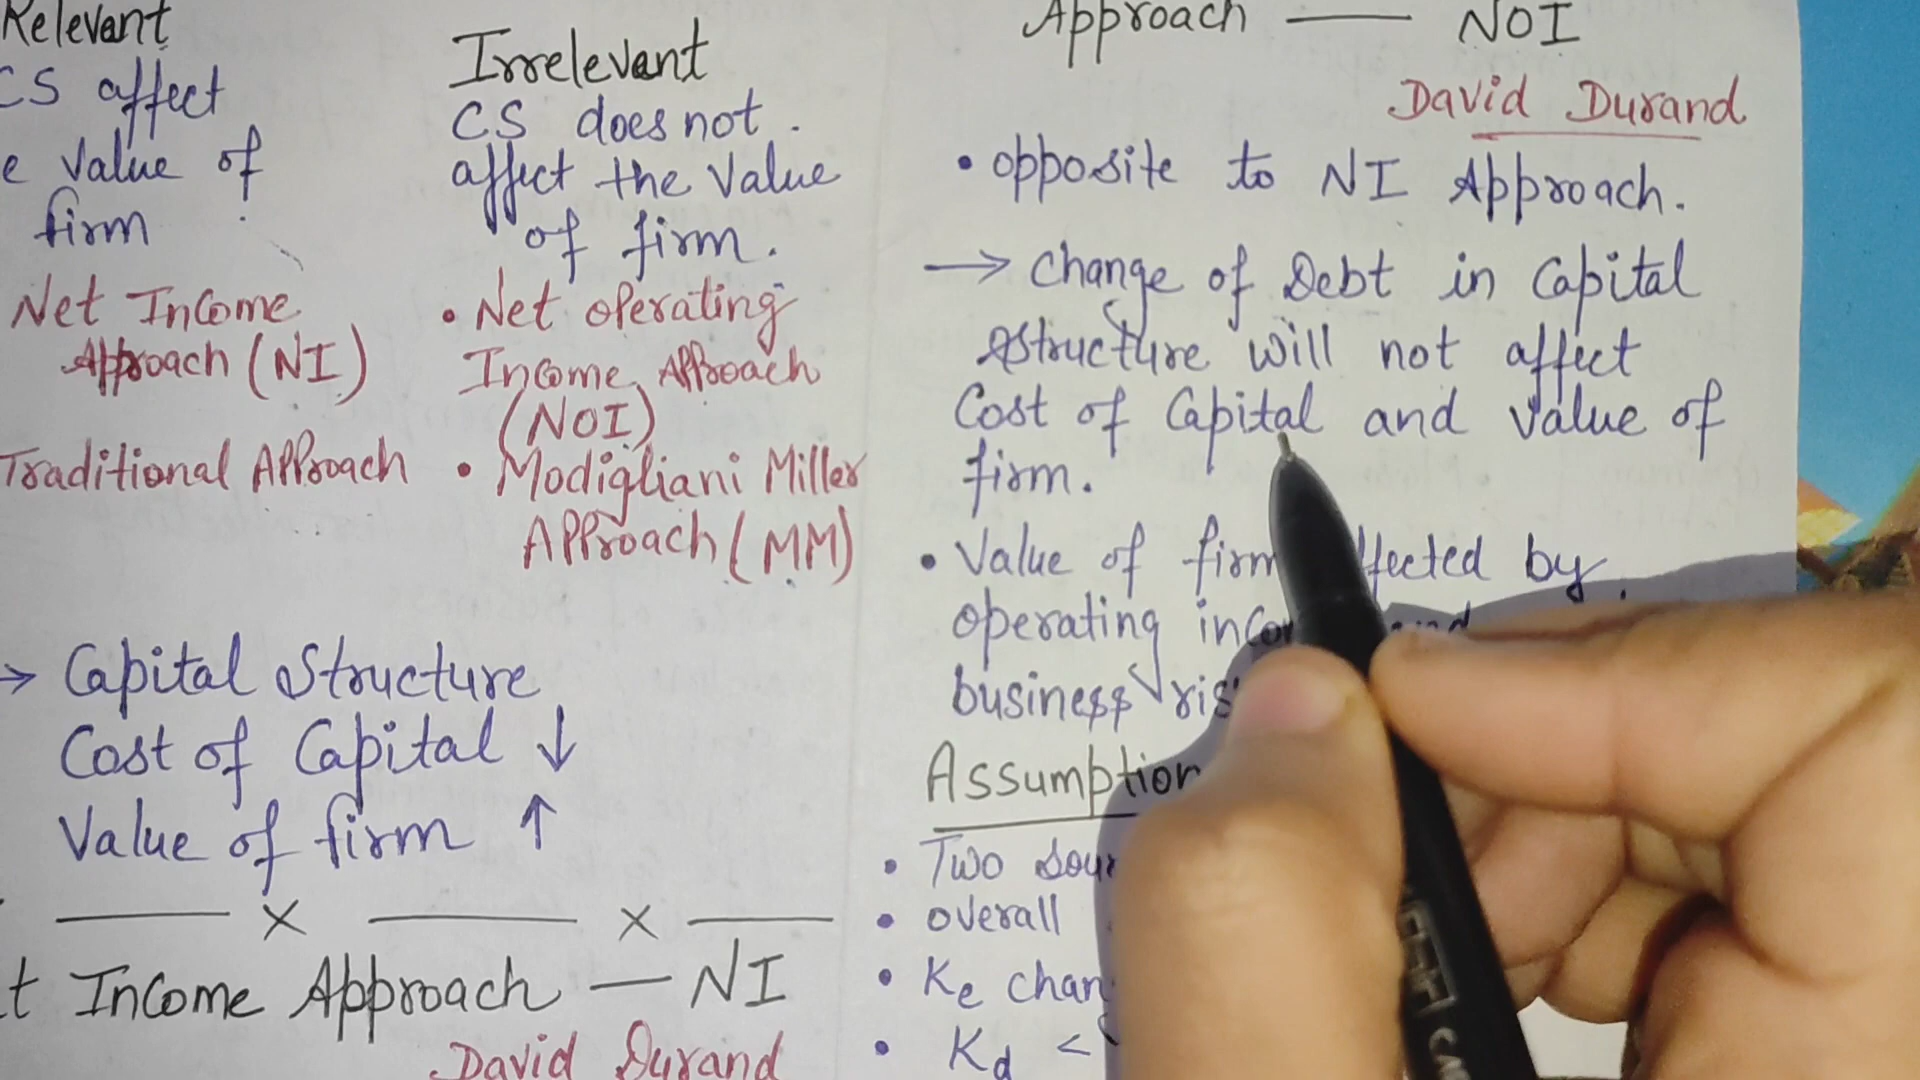 Relevant
CS affect
e Value of
firm
Net Income
Approach (NI)
Traditional Approach
Irrelevant
CS does not
affect the Value
of firm.
• Net operating
Income Approach
(NOI)
• Modigliani Miller
Approach (MM)
→ Capital Structure
Cost of Capital ↓
Value of firm ↑
x x
t Income Approach — NI
David Durand
Approach — NOI
David Durand
• opposite to NI Approach.
→ change of Debt in Capital
structure will not affect
Cost of Capital and value of
firm.
• Value of firm ffected by
operating
business
Assumption
• Two
• overall
• Ke
• Kd <